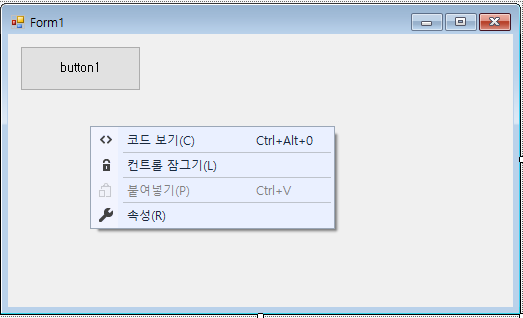 Form1
button1
코드 보기(C) Ctrl+Alt+0
컨트롤 잠그기(L)
붙여넣기(P) Ctrl+V
속성(R)